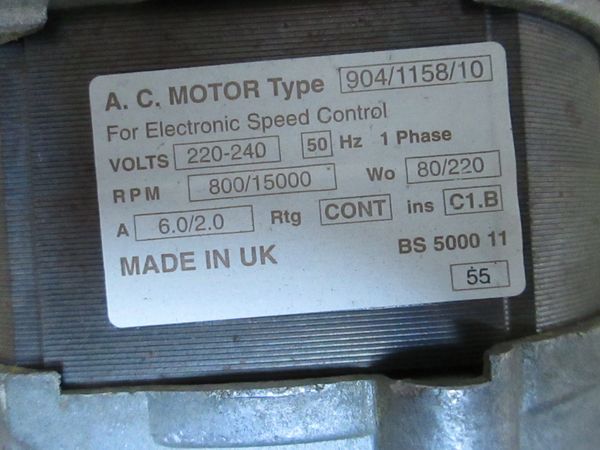 A. C. MOTOR Type 904/1158/10
For Electronic Speed Control
VOLTS 220-240 50 Hz 1 Phase
RPM 800/15000 Wo 80/220
A 6.0/2.0 Rtg CONT ins C1.B
MADE IN UK BS 5000 11
55